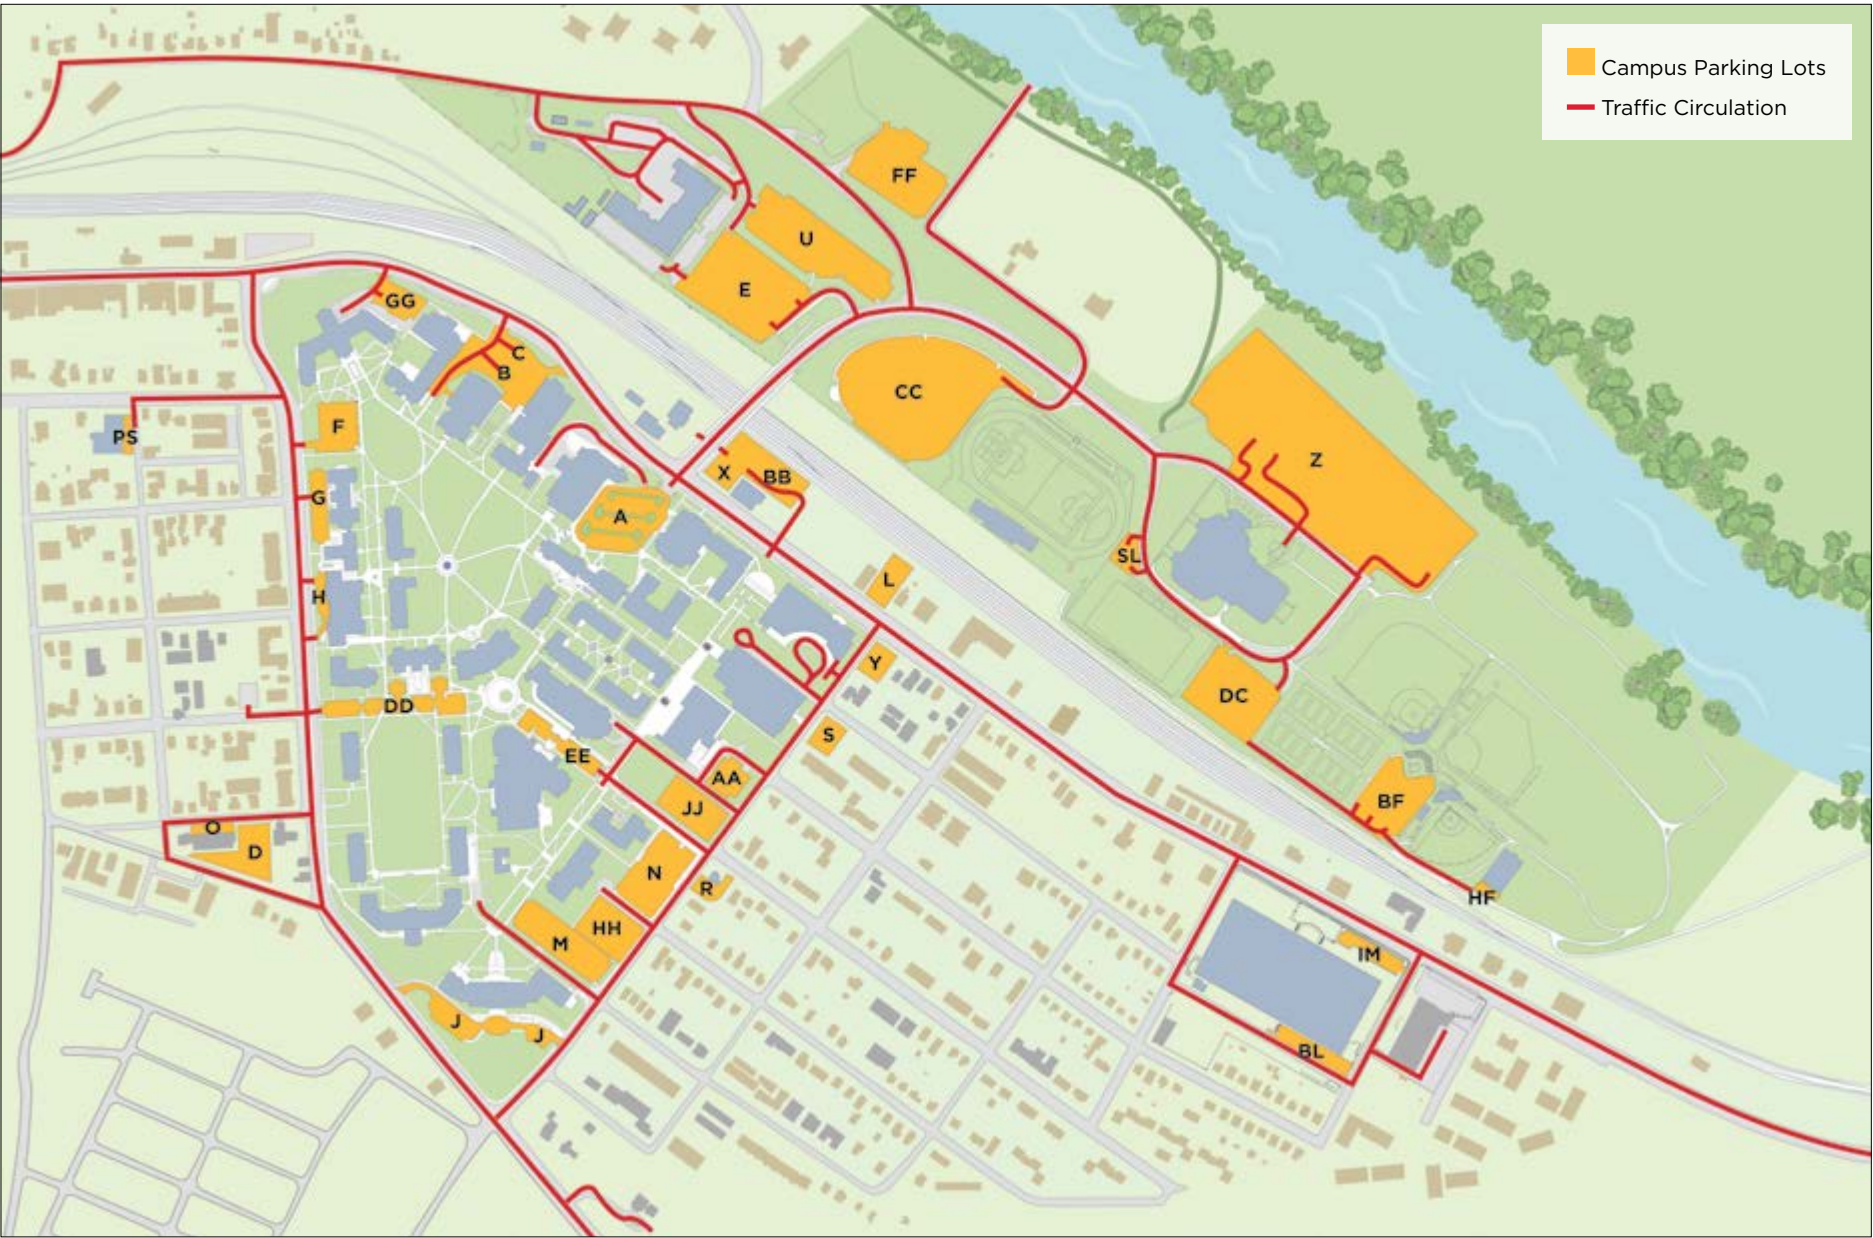 Campus Parking Lots
Traffic Circulation
FF
U
E
GG
C
B
CC
F
PS
X
BB
Z
G
A
SL
L
H
Y
DC
DD
S
EE
AA
JJ
BF
O
D
N
R
HF
HH
M
IM
J
J
BL